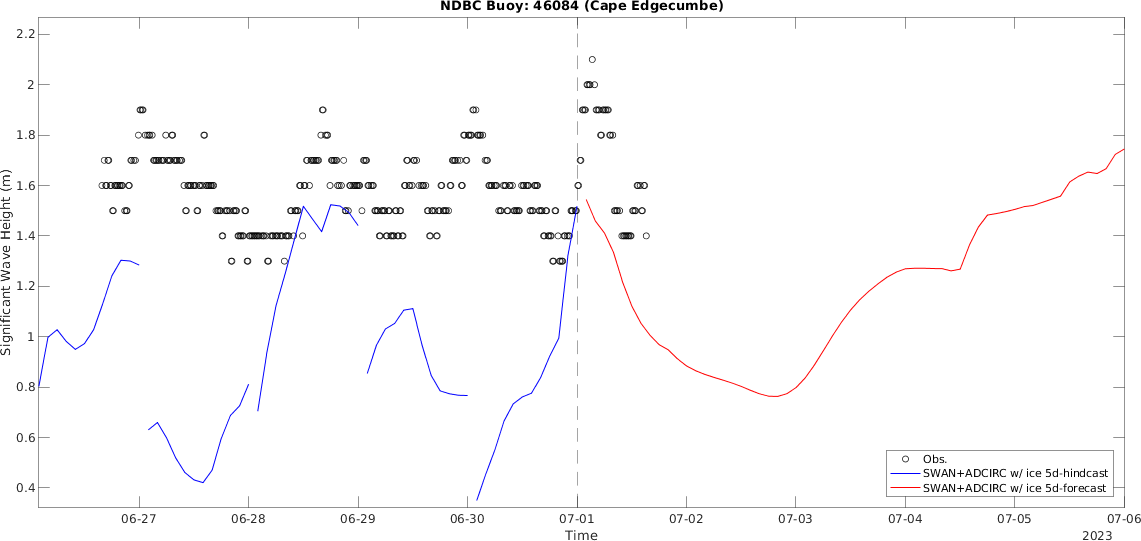 NDBC Buoy: 46084 (Cape Edgecumbe)
2.2
2
1.8
1.6
1.4
1.2
1
0.8
0.6
0.4
Significant Wave Height (m)
Obs.
SWAN+ADCIRC w/ ice 5d-hindcast
SWAN+ADCIRC w/ ice 5d-forecast
06-27 06-28 06-29 06-30 07-01 07-02 07-03 07-04 07-05 07-06
Time
2023